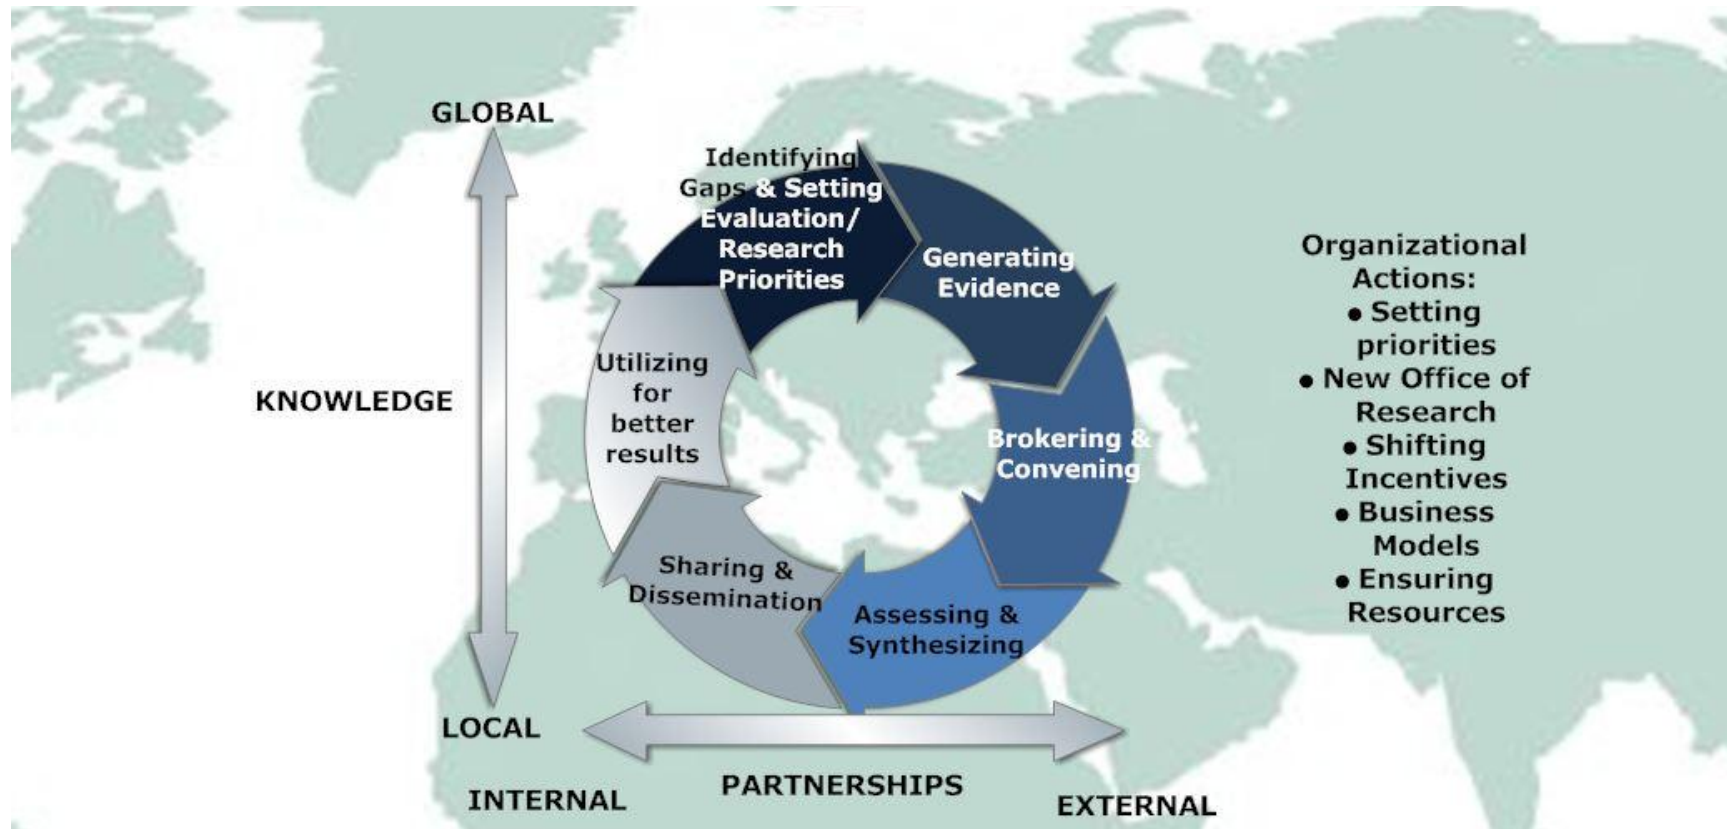 GLOBAL
KNOWLEDGE
LOCAL
INTERNAL
PARTNERSHIPS
EXTERNAL
Identifying
Gaps & Setting
Evaluation/
Research
Priorities
Generating
Evidence
Brokering &
Convening
Assessing &
Synthesizing
Sharing &
Dissemination
Utilizing
for
better
results
Organizational
Actions:
• Setting
priorities
• New Office of
Research
• Shifting
Incentives
• Business
Models
• Ensuring
Resources